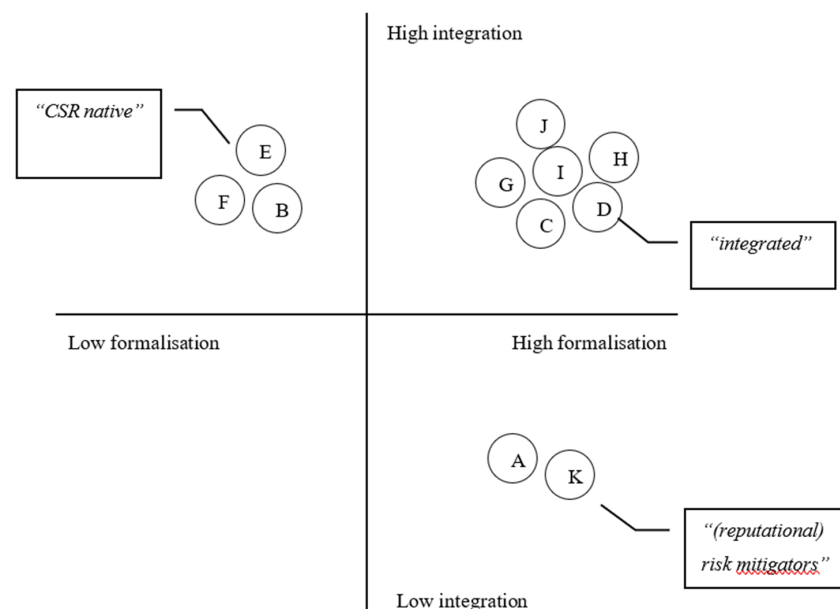 High integration
“CSR native”
J
E
H
I
G
F
B
D
C
“integrated”
Low formalisation
High formalisation
A
K
“(reputational)
risk mitigators”
Low integration